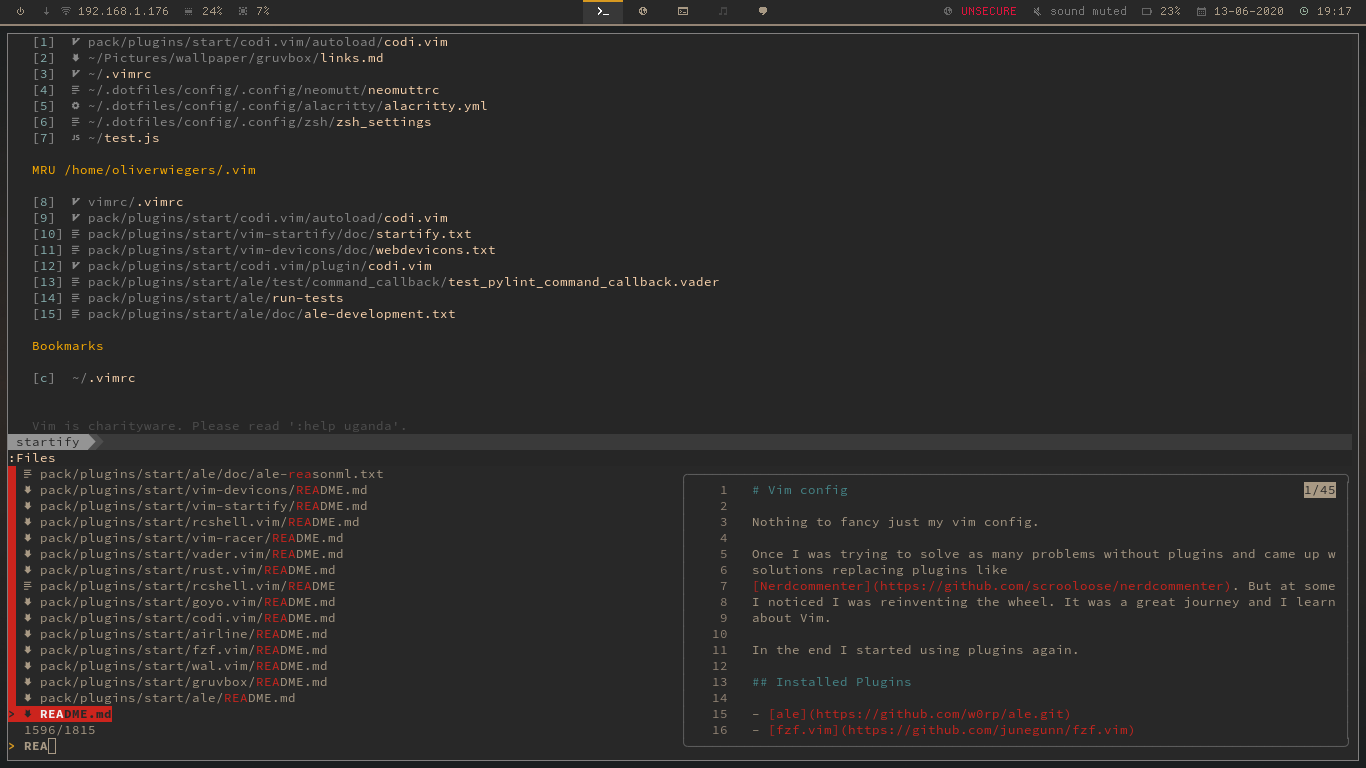 192.168.1.176 24% 7% >_ UNSECURE sound muted 23% 13-06-2020 19:17
[1] pack/plugins/start/codi.vim/autoload/codi.vim
[2] ~/Pictures/wallpaper/gruvbox/links.md
[3] ~/.vimrc
[4] ~/.dotfiles/config/.config/neomutt/neomuttrc
[5] ~/.dotfiles/config/.config/alacritty/alacritty.yml
[6] ~/.dotfiles/config/.config/zsh/zsh_settings
[7] JS ~/test.js
MRU /home/oliverwiegers/.vim
[8] vimrc/.vimrc
[9] pack/plugins/start/codi.vim/autoload/codi.vim
[10] pack/plugins/start/vim-startify/doc/startify.txt
[11] pack/plugins/start/vim-devicons/doc/webdevicons.txt
[12] pack/plugins/start/codi.vim/plugin/codi.vim
[13] pack/plugins/start/ale/test/command_callback/test_pylint_command_callback.vader
[14] pack/plugins/start/ale/run-tests
[15] pack/plugins/start/ale/doc/ale-development.txt
Bookmarks
[c] ~/.vimrc
Vim is charityware. Please read ':help uganda'.
startify
:Files
pack/plugins/start/ale/doc/ale-reasonml.txt
pack/plugins/start/vim-devicons/README.md
pack/plugins/start/vim-startify/README.md
pack/plugins/start/rcshell.vim/README.md
pack/plugins/start/vim-racer/README.md
pack/plugins/start/vader.vim/README.md
pack/plugins/start/rust.vim/README.md
pack/plugins/start/rcshell.vim/README
pack/plugins/start/goyo.vim/README.md
pack/plugins/start/codi.vim/README.md
pack/plugins/start/airline/README.md
pack/plugins/start/fzf.vim/README.md
pack/plugins/start/wal.vim/README.md
pack/plugins/start/gruvbox/README.md
pack/plugins/start/ale/README.md
> README.md
1596/1815
> REA
1 # Vim config 1/45
2
3 Nothing to fancy just my vim config.
4
5 Once I was trying to solve as many problems without plugins and came up w
6 solutions replacing plugins like
7 [Nerdcommenter](https://github.com/scrooloose/nerdcommenter). But at some
8 I noticed I was reinventing the wheel. It was a great journey and I learn
9 about Vim.
10
11 In the end I started using plugins again.
12
13 ## Installed Plugins
14
15 - [ale](https://github.com/w0rp/ale.git)
16 - [fzf.vim](https://github.com/junegunn/fzf.vim)